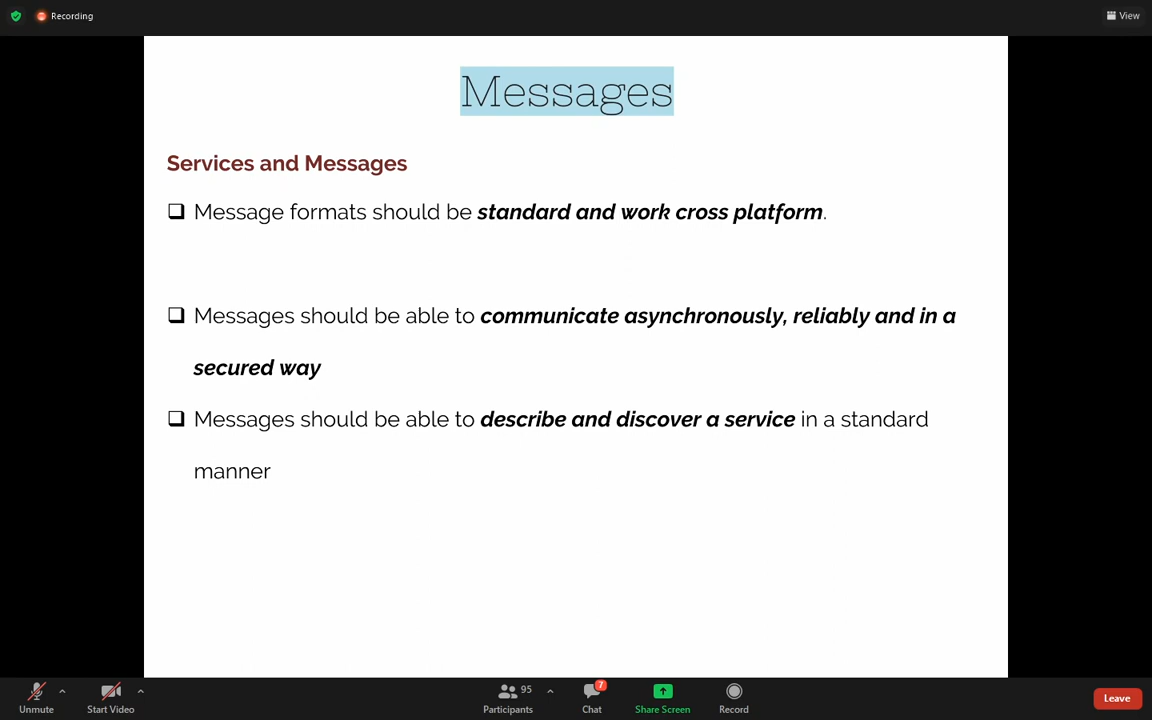 Recording
View
Messages
Services and Messages
Message formats should be standard and work cross platform.
Messages should be able to communicate asynchronously, reliably and in a
secured way
Messages should be able to describe and discover a service in a standard
manner
Unmute
Start Video
95
Participants
7
Chat
Share Screen
Record
Leave